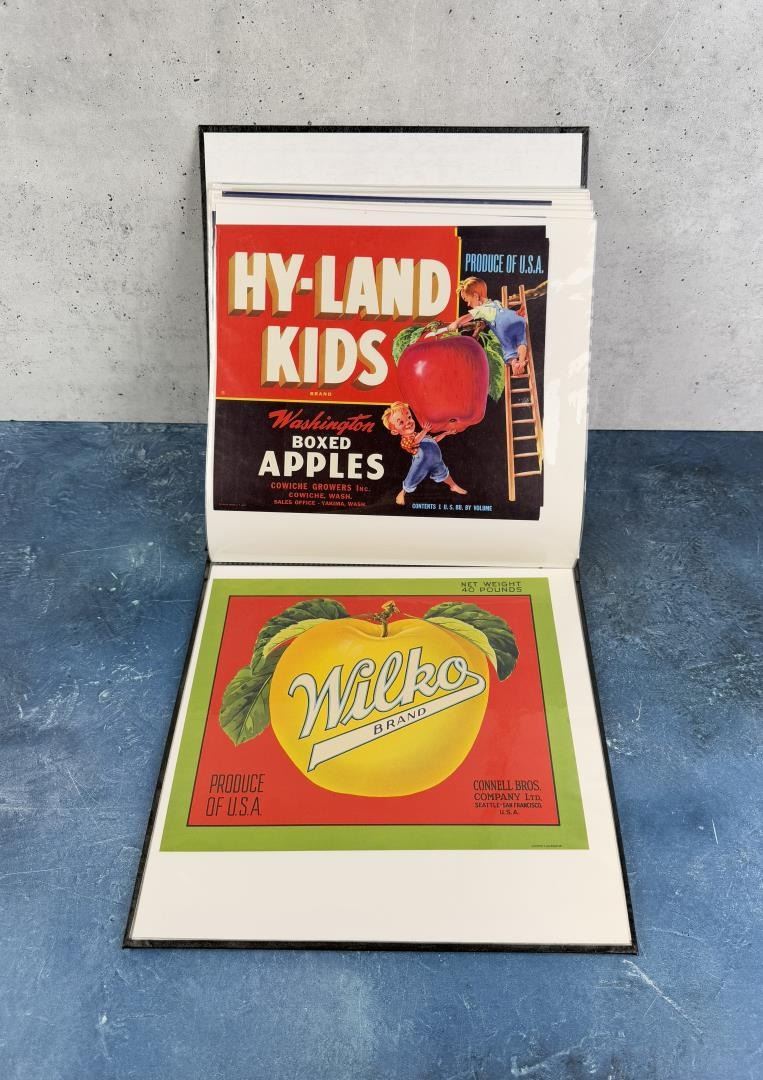 HY-LAND
KIDS
BRAND
PRODUCE OF U.S.A.
Washington
BOXED
APPLES
COWICHE GROWERS Inc.
COWICHE, WASH.
SALES OFFICE - YAKIMA, WASH.
CONTENTS 1 U.S. BU. BY VOLUME
NET WEIGHT
40 POUNDS
Wilko
BRAND
PRODUCE
OF U.S.A.
CONNELL BROS.
COMPANY LTD.
SEATTLE-SAN FRANCISCO
U.S.A.